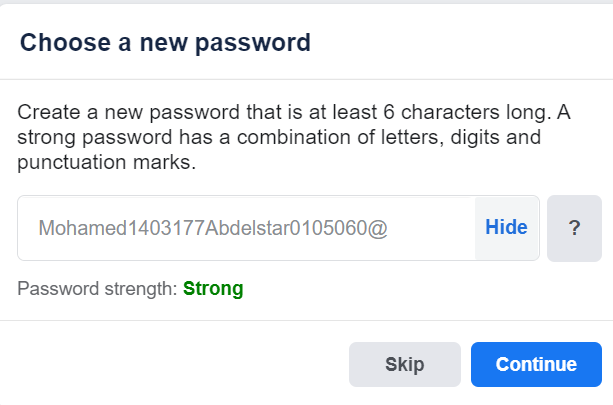 Choose a new password
Create a new password that is at least 6 characters long. A
strong password has a combination of letters, digits and
punctuation marks.
Mohamed1403177Abdelstar0105060@ Hide ?
Password strength: Strong
Skip Continue